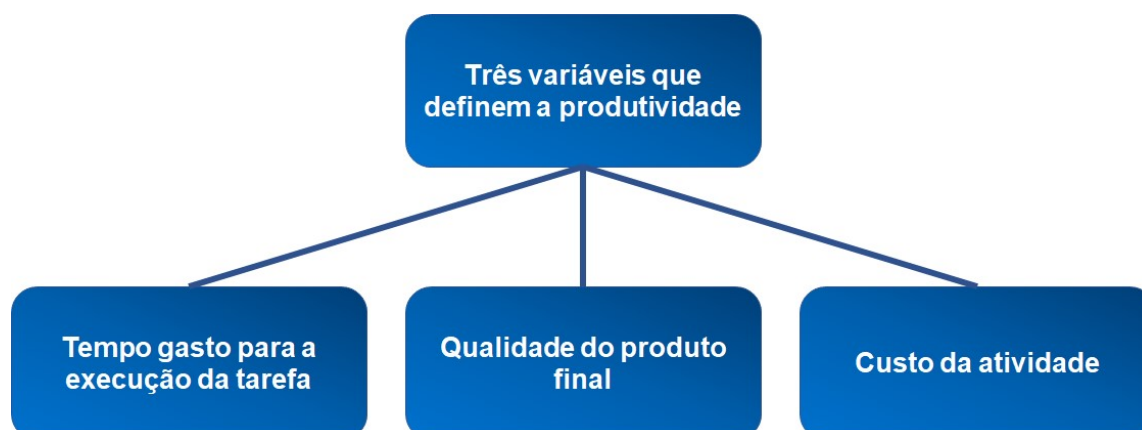 Três variáveis que
definem a produtividade
Tempo gasto para a
execução da tarefa
Qualidade do produto
final
Custo da atividade